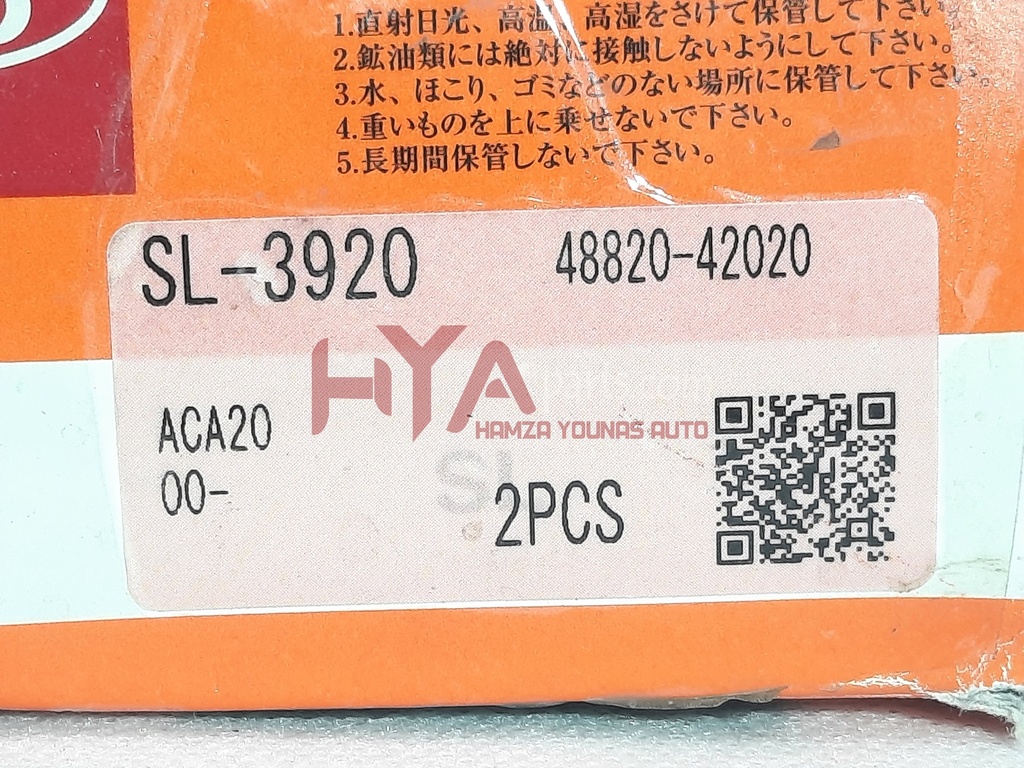 1.直射日光、高温、高湿をさけて保管して下さい。
2.鉱油類には絶対に接触しないようにして下さい。
3.水、ほこり、ゴミなどのない場所に保管して下さい。
4.重いものを上に乗せないで下さい。
5.長期間保管しないで下さい。
SL-3920 48820-42020
HYA parts.com
HAMZA YOUNAS AUTO
ACA20
00-
SL
2PCS